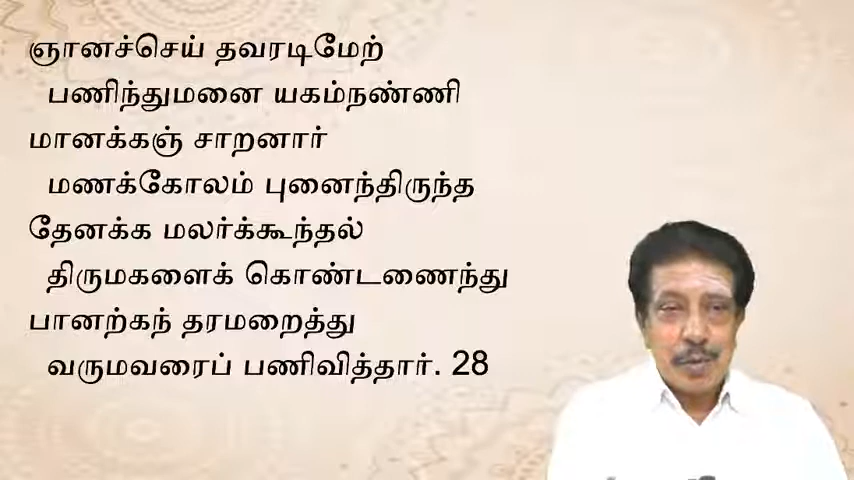 ஞானச்செய் தவரடிமேற்
பணிந்துமனை யகம்நண்ணி
மானக்கஞ் சாறனார்
மணக்கோலம் புனைந்திருந்த
தேனக்க மலர்க்கூந்தல்
திருமகளைக் கொண்டணைந்து
பானற்கந் தரமறைத்து
வருமவரைப் பணிவித்தார். 28